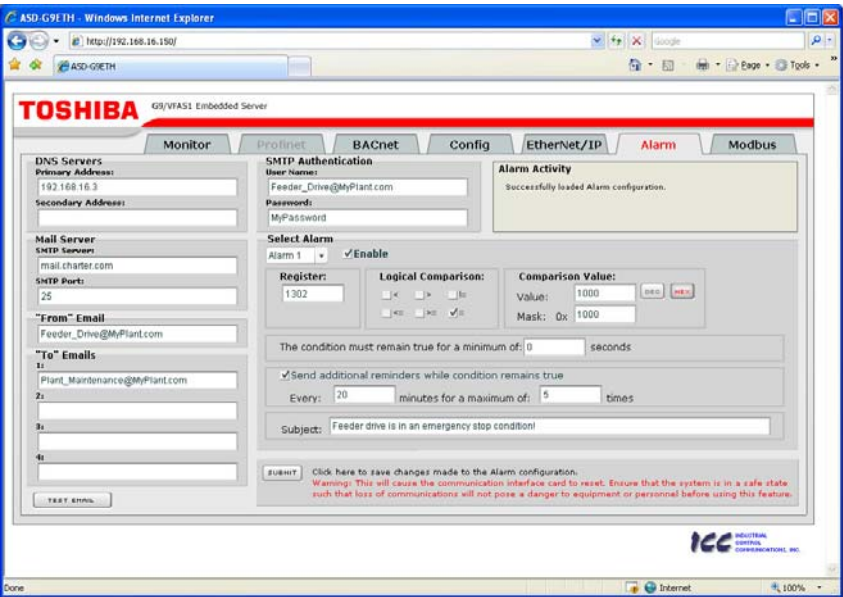 ASD-G9ETH - Windows Internet Explorer
http://192.168.16.150/
Google
ASD-G9ETH
Page
Tools
TOSHIBA
G9/VFAS1 Embedded Server
Monitor
Profinet
BACnet
Config
EtherNet/IP
Alarm
Modbus
DNS Servers
Primary Address:
192.168.16.3
Secondary Address:
SMTP Authentication
User Name:
Feeder_Drive@MyPlant.com
Password:
MyPassword
Alarm Activity
Successfully loaded Alarm configuration.
Mail Server
SMTP Server:
mail.charter.com
SMTP Port:
25
"From" Email
Feeder_Drive@MyPlant.com
"To" Emails
1:
Plant_Maintenance@MyPlant.com
2:
3:
4:
TEST EMAIL
Select Alarm
Alarm 1
Enable
Register:
1302
Logical Comparison:
< > !=
<= >= =
Comparison Value:
Value: 1000 DEC HEX
Mask: 0x 1000
The condition must remain true for a minimum of: 0 seconds
Send additional reminders while condition remains true
Every: 20 minutes for a maximum of: 5 times
Subject: Feeder drive is in an emergency stop condition!
SUBMIT
Click here to save changes made to the Alarm configuration.
Warning: This will cause the communication interface card to reset. Ensure that the system is in a safe state
such that loss of communications will not pose a danger to equipment or personnel before using this feature.
ICC INDUSTRIAL
CONTROL
COMMUNICATIONS, INC.
Done
Internet
100%